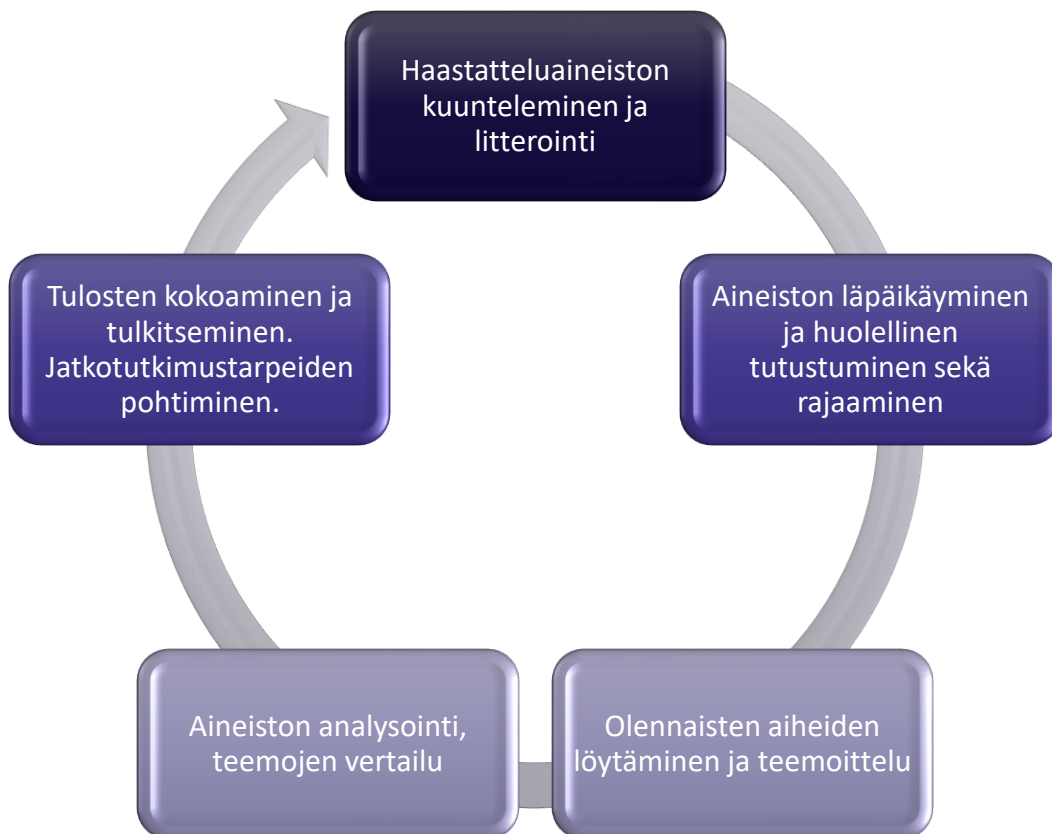 Haastatteluaineiston
kuunteleminen ja
litterointi
Aineiston läpäikäyminen
ja huolellinen
tutustuminen sekä
rajaaminen
Olennaisten aiheiden
löytäminen ja teemoittelu
Aineiston analysointi,
teemojen vertailu
Tulosten kokoaminen ja
tulkitseminen.
Jatkotutkimustarpeiden
pohtiminen.